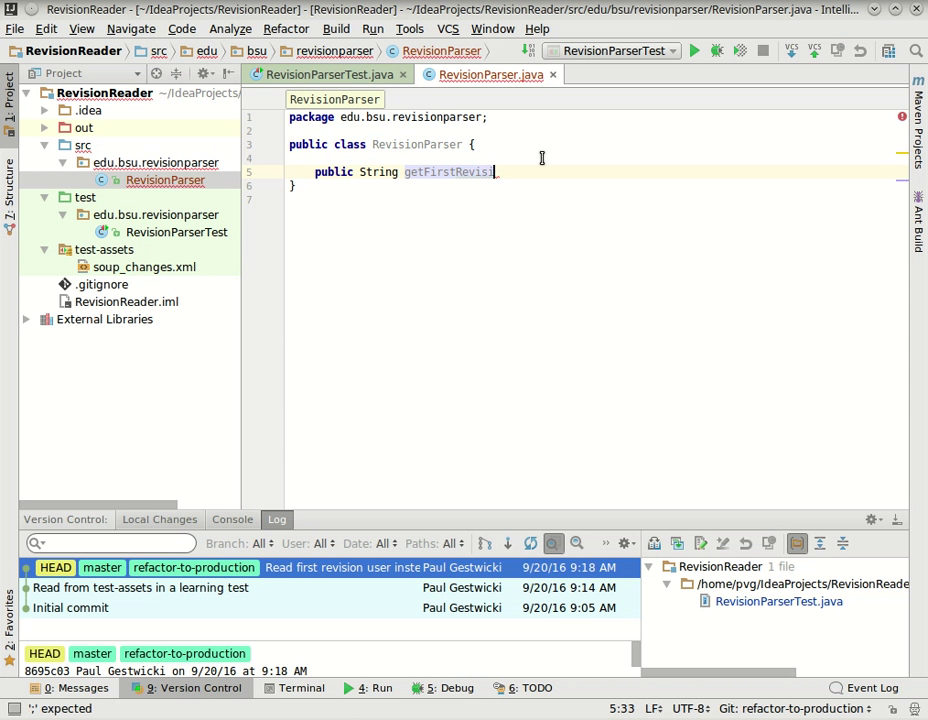 RevisionReader - [~/IdeaProjects/RevisionReader] - [RevisionReader] - ~/IdeaProjects/RevisionReader/src/edu/bsu/revisionparser/RevisionParser.java - Intelli...
File Edit View Navigate Code Analyze Refactor Build Run Tools VCS Window Help
RevisionReader src edu bsu revisionparser RevisionParser RevisionParserTest VCS VCS
Project RevisionParserTest.java RevisionParser.java
1: Project
7: Structure
2: Favorites
RevisionReader ~/IdeaProjects/
.idea
out
src
edu.bsu.revisionparser
RevisionParser
test
edu.bsu.revisionparser
RevisionParserTest
test-assets
soup_changes.xml
.gitignore
RevisionReader.iml
External Libraries
RevisionParser
1 package edu.bsu.revisionparser;
2
3 public class RevisionParser {
4
5 public String getFirstRevisi
6 }
7
Maven Projects
Ant Build
Version Control: Local Changes Console Log
Branch: All User: All Date: All Paths: All
HEAD master refactor-to-production Read first revision user inste Paul Gestwicki 9/20/16 9:18 AM
Read from test-assets in a learning test Paul Gestwicki 9/20/16 9:14 AM
Initial commit Paul Gestwicki 9/20/16 9:05 AM
HEAD master refactor-to-production
8695c03 Paul Gestwicki on 9/20/16 at 9:18 AM
RevisionReader 1 file
/home/pvg/IdeaProjects/RevisionReade
RevisionParserTest.java
0: Messages 9: Version Control Terminal 4: Run 5: Debug 6: TODO Event Log
';' expected 5:33 LF UTF-8 Git: refactor-to-production